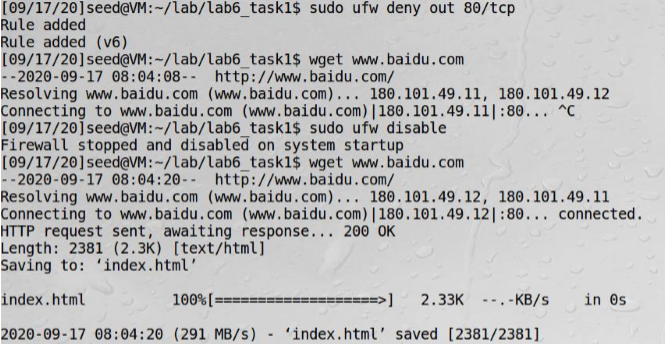 [09/17/20]seed@VM:~/lab/lab6_task1$ sudo ufw deny out 80/tcp
Rule added
Rule added (v6)
[09/17/20]seed@VM:~/lab/lab6_task1$ wget www.baidu.com
--2020-09-17 08:04:08--  http://www.baidu.com/
Resolving www.baidu.com (www.baidu.com)... 180.101.49.11, 180.101.49.12
Connecting to www.baidu.com (www.baidu.com)|180.101.49.11|:80... ^C
[09/17/20]seed@VM:~/lab/lab6_task1$ sudo ufw disable
Firewall stopped and disabled on system startup
[09/17/20]seed@VM:~/lab/lab6_task1$ wget www.baidu.com
--2020-09-17 08:04:20--  http://www.baidu.com/
Resolving www.baidu.com (www.baidu.com)... 180.101.49.12, 180.101.49.11
Connecting to www.baidu.com (www.baidu.com)|180.101.49.12|:80... connected.
HTTP request sent, awaiting response... 200 OK
Length: 2381 (2.3K) [text/html]
Saving to: ‘index.html’
index.html          100%[===================>]   2.33K  --.-KB/s    in 0s
2020-09-17 08:04:20 (291 MB/s) - ‘index.html’ saved [2381/2381]